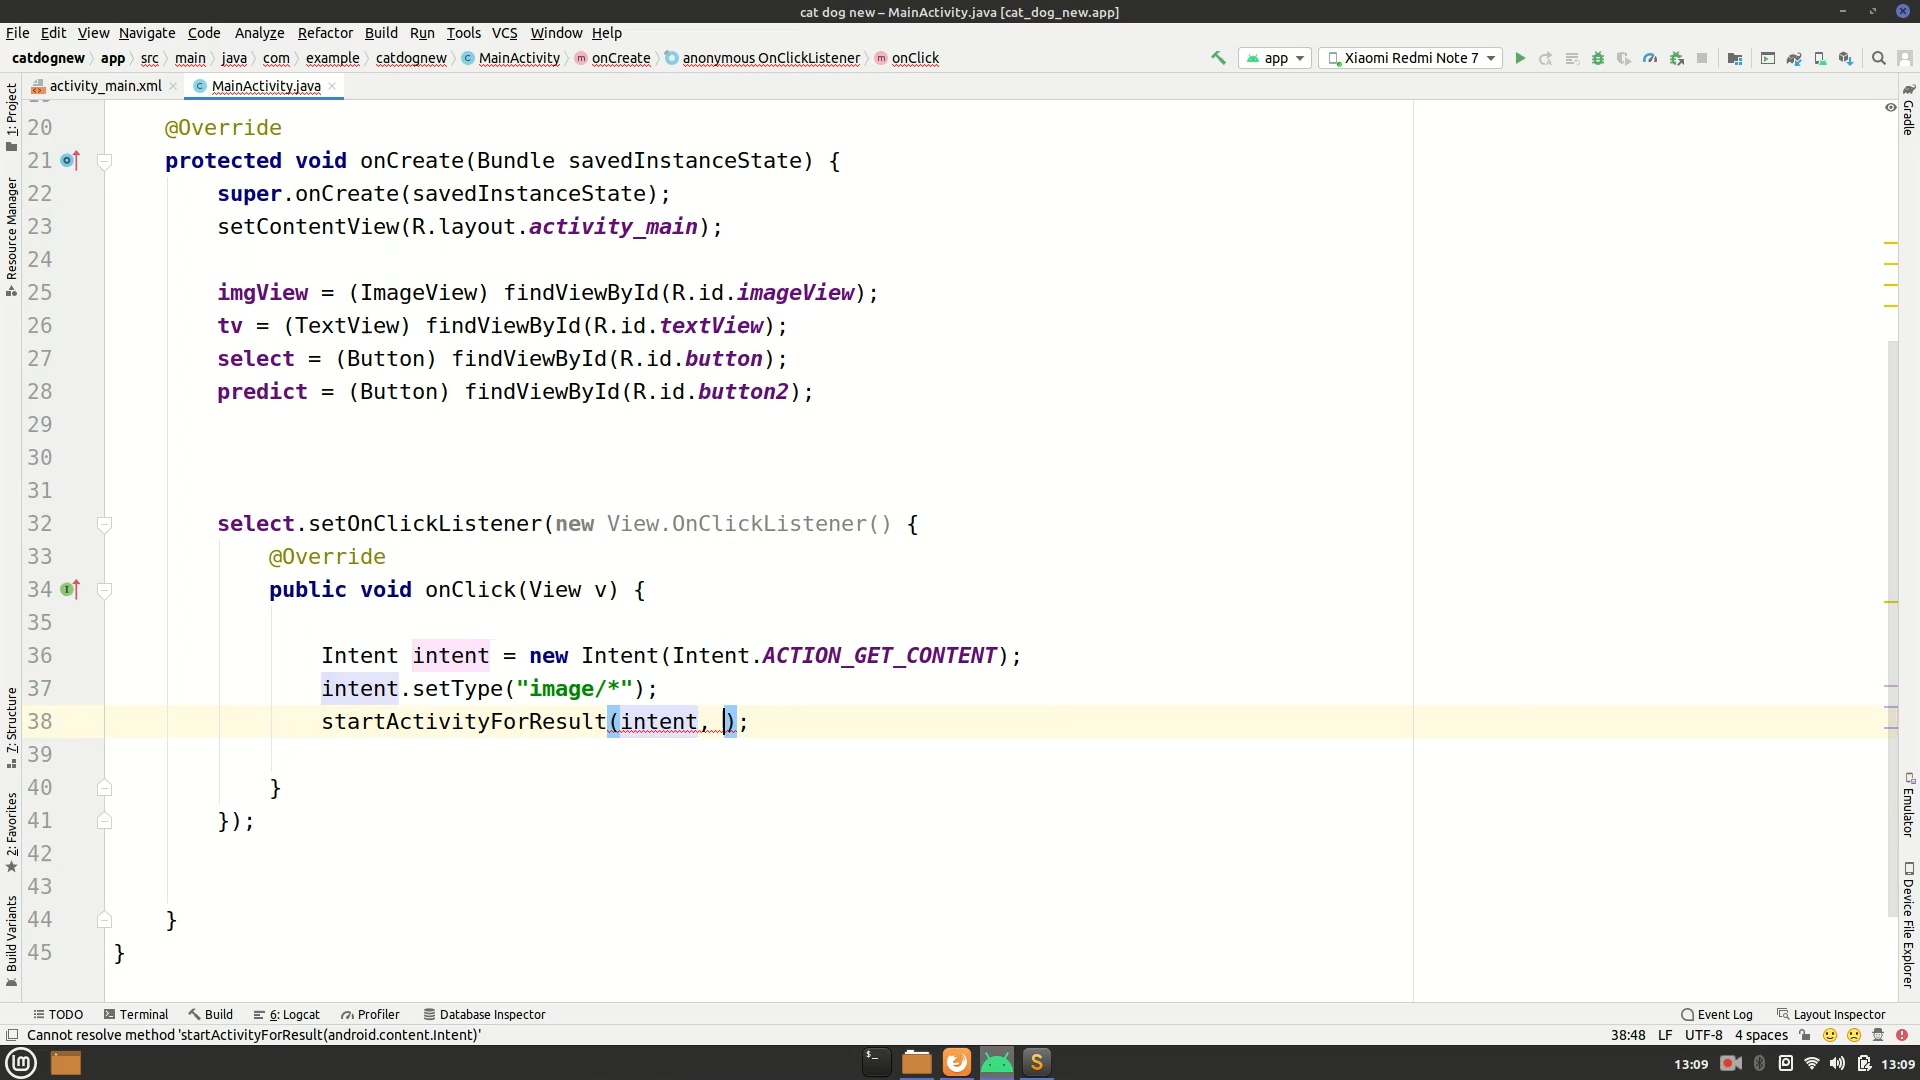 cat dog new – MainActivity.java [cat_dog_new.app]
File Edit View Navigate Code Analyze Refactor Build Run Tools VCS Window Help
catdognew app src main java com example catdognew MainActivity onCreate anonymous OnClickListener onClick app Xiaomi Redmi Note 7
activity_main.xml MainActivity.java
1: Project
Resource Manager
7: Structure
2: Favorites
Build Variants
20 @Override
21 protected void onCreate(Bundle savedInstanceState) {
22 super.onCreate(savedInstanceState);
23 setContentView(R.layout.activity_main);
24
25 imgView = (ImageView) findViewById(R.id.imageView);
26 tv = (TextView) findViewById(R.id.textView);
27 select = (Button) findViewById(R.id.button);
28 predict = (Button) findViewById(R.id.button2);
29
30
31
32 select.setOnClickListener(new View.OnClickListener() {
33 @Override
34 public void onClick(View v) {
35
36 Intent intent = new Intent(Intent.ACTION_GET_CONTENT);
37 intent.setType("image/*");
38 startActivityForResult(intent, );
39
40 }
41 });
42
43
44 }
45 }
Gradle
Emulator
Device File Explorer
TODO Terminal Build 6: Logcat Profiler Database Inspector Event Log Layout Inspector
Cannot resolve method 'startActivityForResult(android.content.Intent)' 38:48 LF UTF-8 4 spaces
13:09 13:09